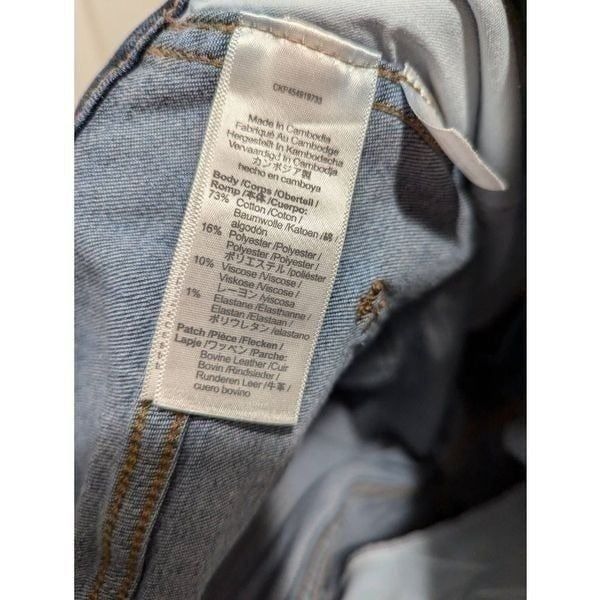 CKP454919733
Made in Cambodia
Fabriqué Au Cambodge
Hergestellt In Kambodscha
Vervaardigd In Cambodja
カンボジア製
hecho en camboya
Body /Corps /Oberteil /
Romp /本体 /Cuerpo:
73% Cotton /Coton /
Baumwolle /Katoen /綿
algodón
16% Polyester /Polyester /
Polyester /Polyester /
ポリエステル /poliéster
10% Viscose /Viscose /
Viskose /Viscose /
レーヨン /viscosa
1% Elastane /Élasthanne /
Elastan /Elastaan /
ポリウレタン /elastano
Patch /Pièce /Flecken /
Lapje /ワッペン /Parche:
Bovine Leather /Cuir
Bovin /Rindsleder /
Runderen Leer /牛革 /
cuero bovino